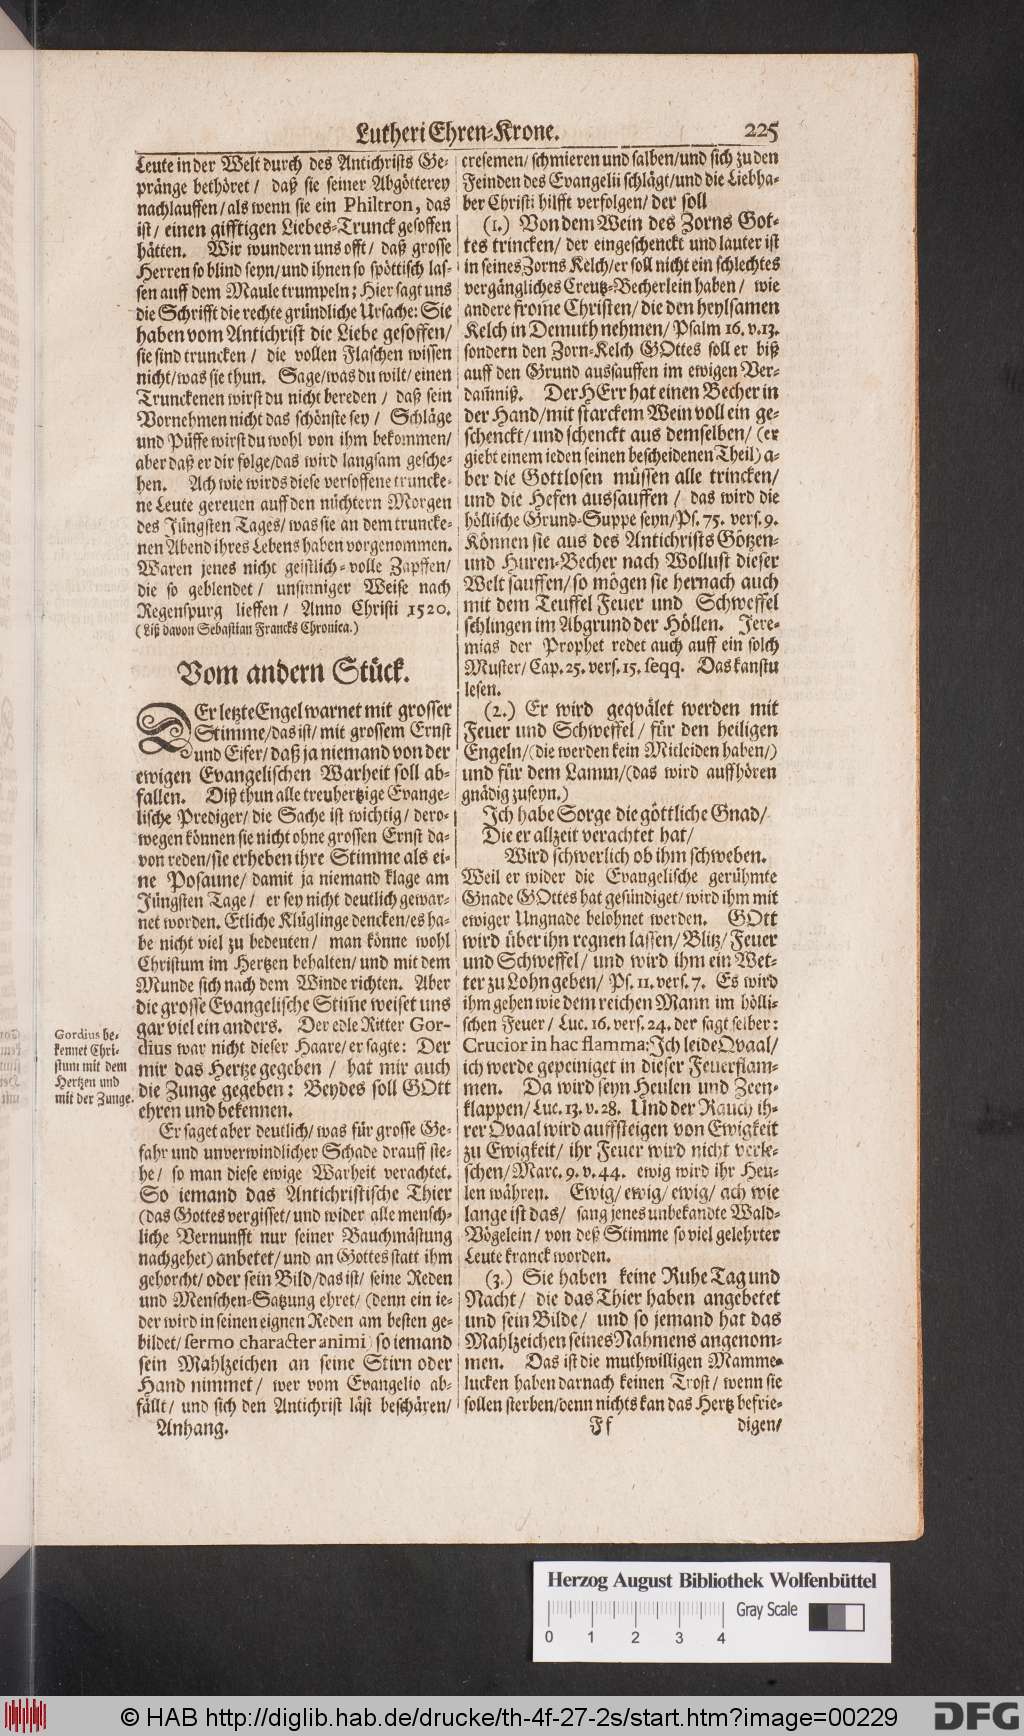 Lutheri Ehren-Krone. 225
Leute in der Welt durch des Antichrists Ge-
pränge bethöret/ daß sie seiner Abgötterey
nachlauffen/ als wenn sie ein Philtron, das
ist/ einen gifftigen Liebes-Trunck gesoffen
hätten. Wir wundern uns offt/ daß grosse
Herren so blind seyn/ und ihnen so spöttisch las-
sen auff dem Maule trumpeln; Hier sagt uns
die Schrifft die rechte gründliche Ursache: Sie
haben vom Antichrist die Liebe gesoffen/
sie sind truncken/ die vollen Flaschen wissen
nicht/ was sie thun. Sage/ was du wilt/ einen
Trunckenen wirst du nicht bereden/ daß sein
Vornehmen nicht das schönste sey/ Schläge
und Püffe wirst du wohl von ihm bekommen/
aber daß er dir folge/ das wird langsam gesche-
hen. Ach wie wirds diese versoffene truncke-
ne Leute gereuen auff den nüchtern Morgen
des Jüngsten Tages/ was sie an dem truncke-
nen Abend ihres Lebens haben vorgenommen.
Waren jenes nicht geistlich-volle Zapffen/
die so geblendet/ unsinniger Weise nach
Regenspurg lieffen/ Anno Christi 1520.
(Liß davon Sebastian Francks Chronica.)
Vom andern Stück.
DEr letzte Engel warnet mit grosser
Stimme/ das ist/ mit grossem Ernst
und Eifer/ daß ja niemand von der
ewigen Evangelischen Warheit soll ab-
fallen. Diß thun alle treuhertzige Evange-
lische Prediger/ die Sache ist wichtig/ dero-
wegen können sie nicht ohne grossen Ernst da-
von reden/ sie erheben ihre Stimme als ei-
ne Posaune/ damit ja niemand klage am
Jüngsten Tage/ er sey nicht deutlich gewar-
net worden. Etliche Klüglinge dencken/ es ha-
be nicht viel zu bedeuten/ man könne wohl
Christum im Hertzen behalten/ und mit dem
Munde sich nach dem Winde richten. Aber
die grosse Evangelische Stim̃e weiset uns
gar viel ein anders. Der edle Ritter Gor-
dius war nicht dieser Haare/ er sagte: Der
mir das Hertze gegeben/ hat mir auch
die Zunge gegeben: Beydes soll GOtt
ehren und bekennen.
Gordius be-
kennet Chri-
stum mit dem
Hertzen und
mit der Zunge.
Er saget aber deutlich/ was für grosse Ge-
fahr und unverwindlicher Schade drauff ste-
he/ so man diese ewige Warheit verachtet.
So iemand das Antichristische Thier
(das Gottes vergisset/ und wider alle mensch-
liche Vernunfft nur seiner Bauchmästung
nachgehet) anbetet/ und an Gottes statt ihm
gehorcht/ oder sein Bild/ das ist/ seine Reden
und Menschen-Satzung ehret/ (denn ein ie-
der wird in seinen eignen Reden am besten ge-
bildet/ sermo character animi) so iemand
sein Mahlzeichen an seine Stirn oder
Hand nimmet/ wer vom Evangelio ab-
fällt/ und sich den Antichrist läst beschären/
Anhang.
cresemen/ schmieren und salben/ und sich zu den
Feinden des Evangelii schlägt/ und die Liebha-
ber Christi hilfft verfolgen/ der soll
(1.) Von dem Wein des Zorns Got-
tes trincken/ der eingeschenckt und lauter ist
in seines Zorns Kelch/ er soll nicht ein schlechtes
vergängliches Creutz-Becherlein haben/ wie
andere from̃e Christen/ die den heylsamen
Kelch in Demuth nehmen/ Psalm 16. v. 13.
sondern den Zorn-Kelch GOttes soll er biß
auff den Grund aussauffen im ewigen Ver-
dam̃niß. Der HErr hat einen Becher in
der Hand/ mit starckem Wein voll ein ge-
schenckt/ und schenckt aus demselben/ (er
giebt einem ieden seinen bescheidenen Theil) a-
ber die Gottlosen müssen alle trincken/
und die Hefen aussauffen/ das wird die
höllische Grund-Suppe seyn/ Ps. 75. vers. 9.
Können sie aus des Antichrists Götzen-
und Huren-Becher nach Wollust dieser
Welt sauffen/ so mögen sie hernach auch
mit dem Teuffel Feuer und Schweffel
schlingen im Abgrund der Höllen. Jere-
mias der Prophet redet auch auff ein solch
Muster/ Cap. 25. vers. 15. seqq. Das kanstu
lesen.
(2.) Er wird geqvälet werden mit
Feuer und Schweffel/ für den heiligen
Engeln/ (die werden kein Mitleiden haben/)
und für dem Lamm/ (das wird auffhören
gnädig zu seyn.)
Ich habe Sorge die göttliche Gnad/
Die er allzeit verachtet hat/
Wird schwerlich ob ihm schweben.
Weil er wider die Evangelische gerühmte
Gnade GOttes hat gesündiget/ wird ihm mit
ewiger Ungnade belohnet werden. GOtt
wird über ihn regnen lassen/ Blitz/ Feuer
und Schweffel/ und wird ihm ein Wet-
ter zu Lohn geben/ Ps. 11. vers. 7. Es wird
ihm gehen wie dem reichen Mann im hölli-
schen Feuer/ Luc. 16. vers. 24. der sagt selber:
Crucior in hac flamma: Ich leide Qvaal/
ich werde gepeiniget in dieser Feuerflam-
men. Da wird seyn Heulen und Zeen-
klappen/ Luc. 13. v. 28. Und der Rauch ih-
rer Qvaal wird auffsteigen von Ewigkeit
zu Ewigkeit/ ihr Feuer wird nicht verle-
schen/ Marc. 9. v. 44. ewig wird ihr Heu-
len währen. Ewig/ ewig/ ewig/ ach wie
lange ist das/ sang jenes unbekandte Wald-
Vögelein/ von deß Stimme so viel gelehrter
Leute kranck worden.
(3.) Sie haben keine Ruhe Tag und
Nacht/ die das Thier haben angebetet
und sein Bilde/ und so jemand hat das
Mahlzeichen seines Nahmens angenom-
men. Das ist die muthwilligen Mamme-
lucken haben darnach keinen Trost/ wenn sie
sollen sterben/ denn nichts kan das Hertz befrie-
Ff digen/
Herzog August Bibliothek Wolfenbüttel
Gray Scale
0 1 2 3 4
© HAB http://diglib.hab.de/drucke/th-4f-27-2s/start.htm?image=00229
DFG